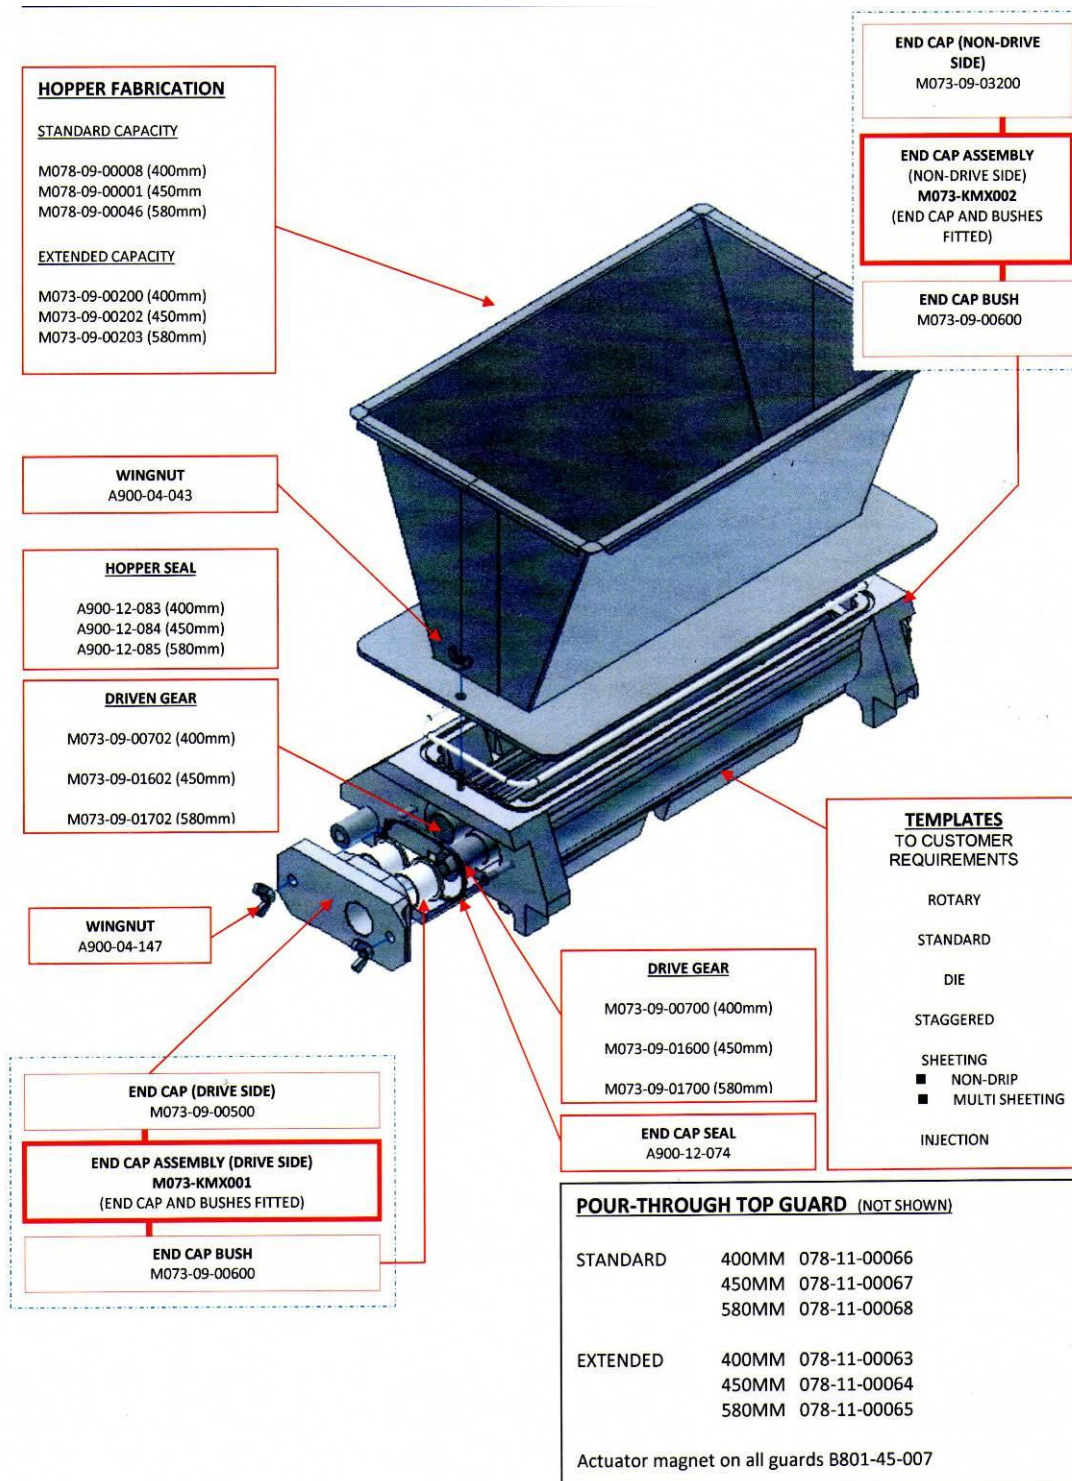 HOPPER FABRICATION
STANDARD CAPACITY
M078-09-00008 (400mm)
M078-09-00001 (450mm
M078-09-00046 (580mm)
EXTENDED CAPACITY
M073-09-00200 (400mm)
M073-09-00202 (450mm)
M073-09-00203 (580mm)
END CAP (NON-DRIVE
SIDE)
M073-09-03200
END CAP ASSEMBLY
(NON-DRIVE SIDE)
M073-KMX002
(END CAP AND BUSHES
FITTED)
END CAP BUSH
M073-09-00600
WINGNUT
A900-04-043
HOPPER SEAL
A900-12-083 (400mm)
A900-12-084 (450mm)
A900-12-085 (580mm)
DRIVEN GEAR
M073-09-00702 (400mm)
M073-09-01602 (450mm)
M073-09-01702 (580mm)
WINGNUT
A900-04-147
TEMPLATES
TO CUSTOMER
REQUIREMENTS
ROTARY
STANDARD
DIE
STAGGERED
SHEETING
■ NON-DRIP
■ MULTI SHEETING
INJECTION
DRIVE GEAR
M073-09-00700 (400mm)
M073-09-01600 (450mm)
M073-09-01700 (580mm)
END CAP SEAL
A900-12-074
END CAP (DRIVE SIDE)
M073-09-00500
END CAP ASSEMBLY (DRIVE SIDE)
M073-KMX001
(END CAP AND BUSHES FITTED)
END CAP BUSH
M073-09-00600
POUR-THROUGH TOP GUARD (NOT SHOWN)
STANDARD 400MM 078-11-00066
450MM 078-11-00067
580MM 078-11-00068
EXTENDED 400MM 078-11-00063
450MM 078-11-00064
580MM 078-11-00065
Actuator magnet on all guards B801-45-007